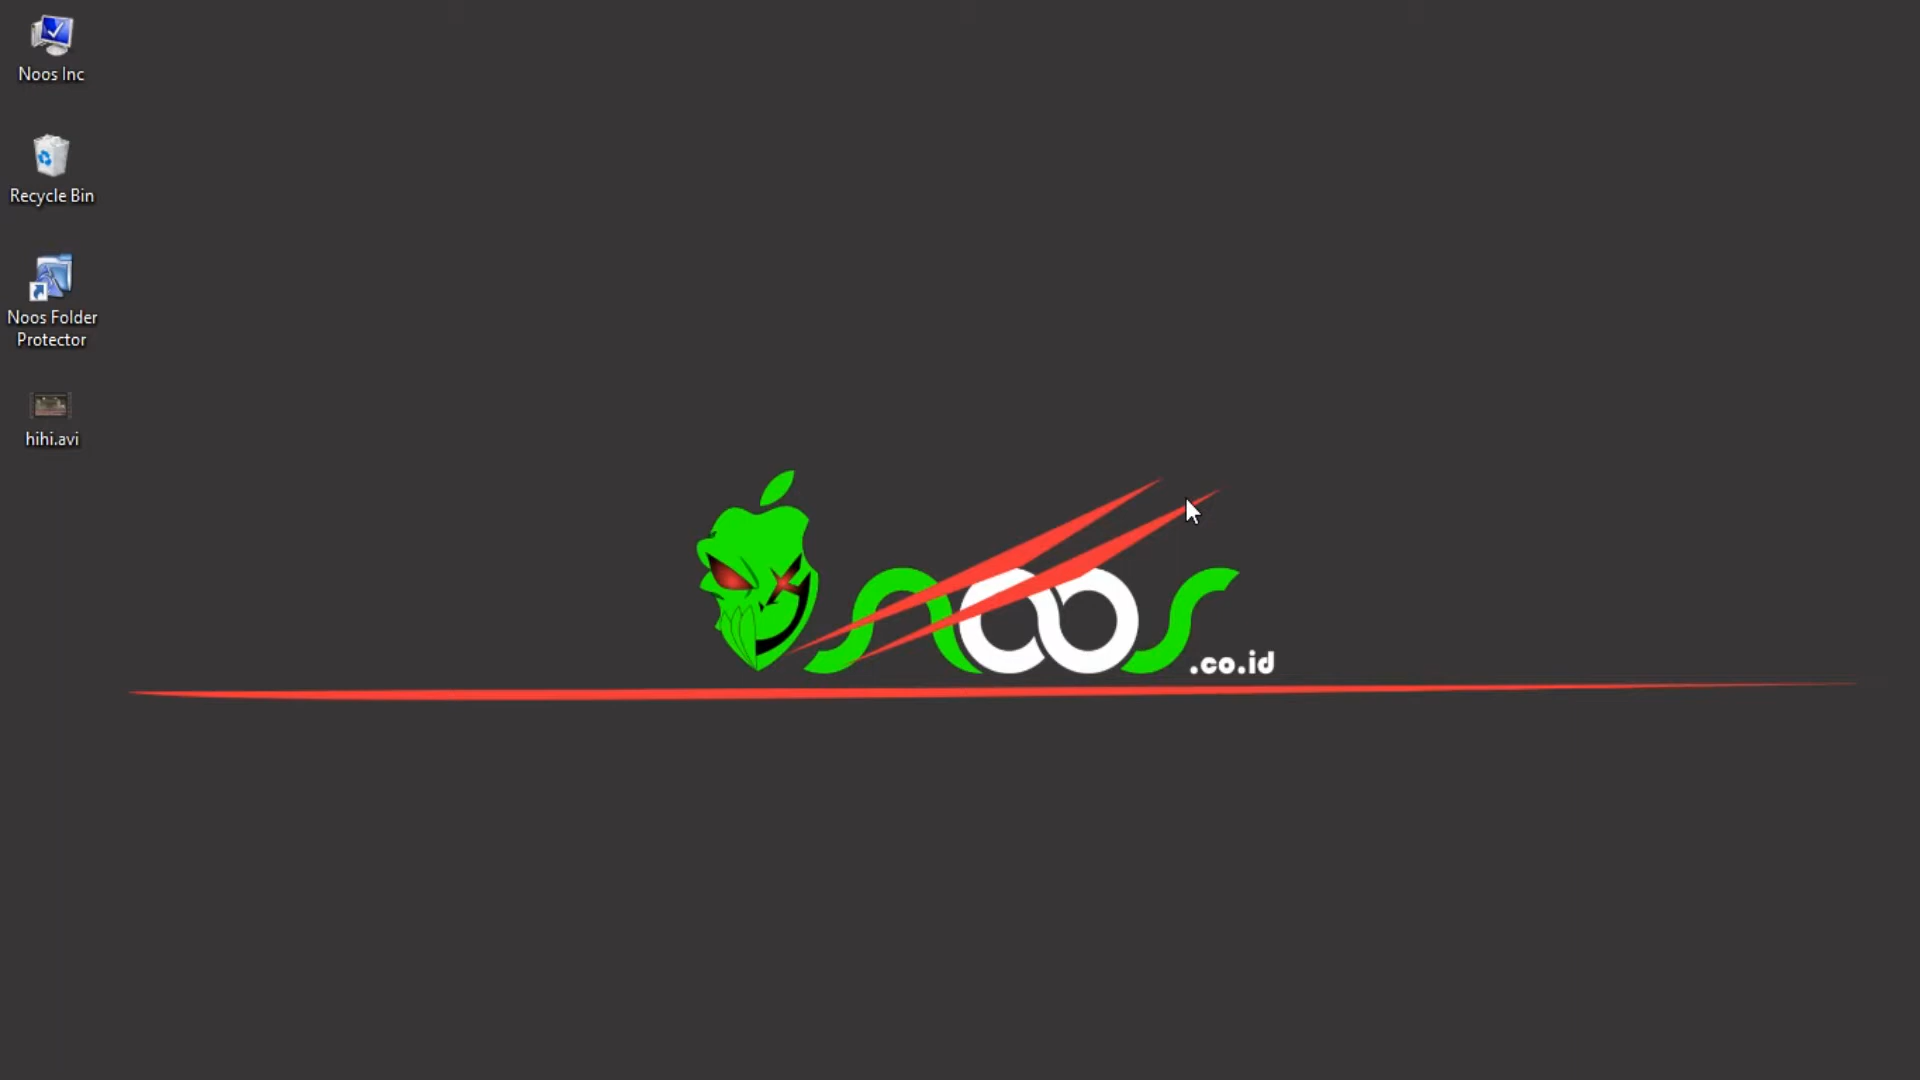 Noos Inc
Recycle Bin
Noos Folder
Protector
hihi.avi
noos
.co.id